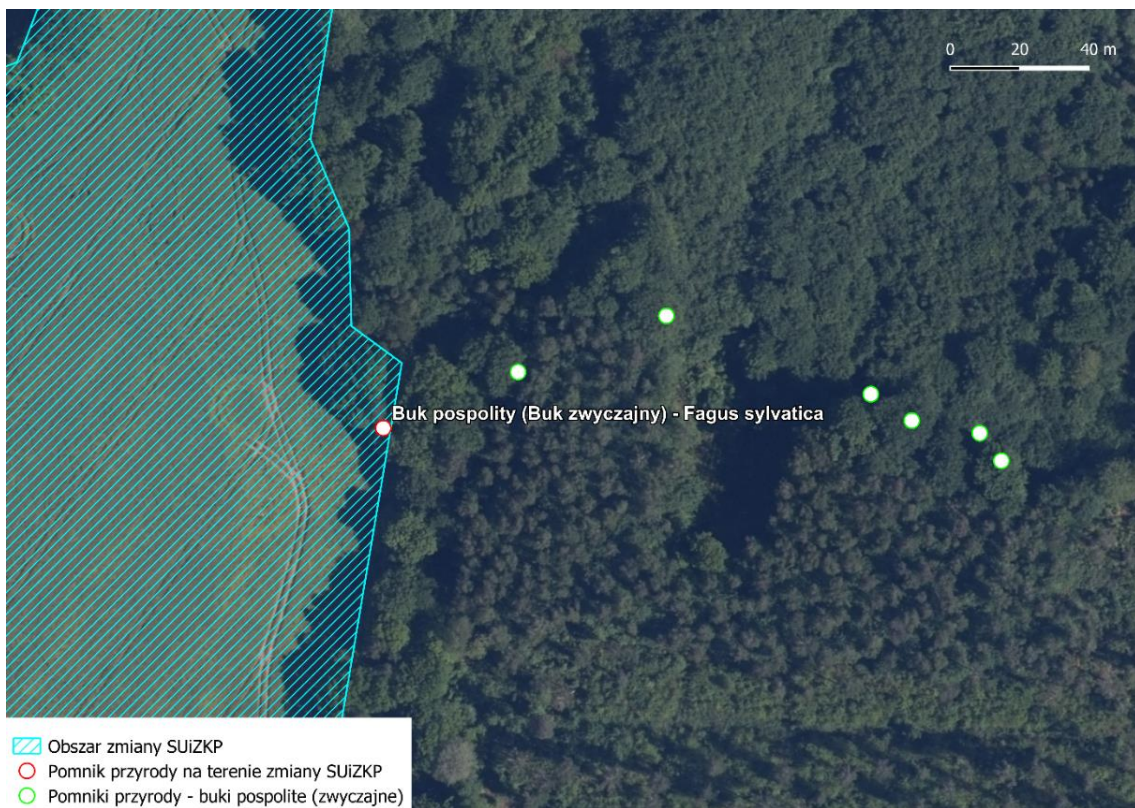 0 20 40 m
Buk pospolity (Buk zwyczajny) - Fagus sylvatica
Obszar zmiany SUiZKP
Pomnik przyrody na terenie zmiany SUiZKP
Pomniki przyrody - buki pospolite (zwyczajne)